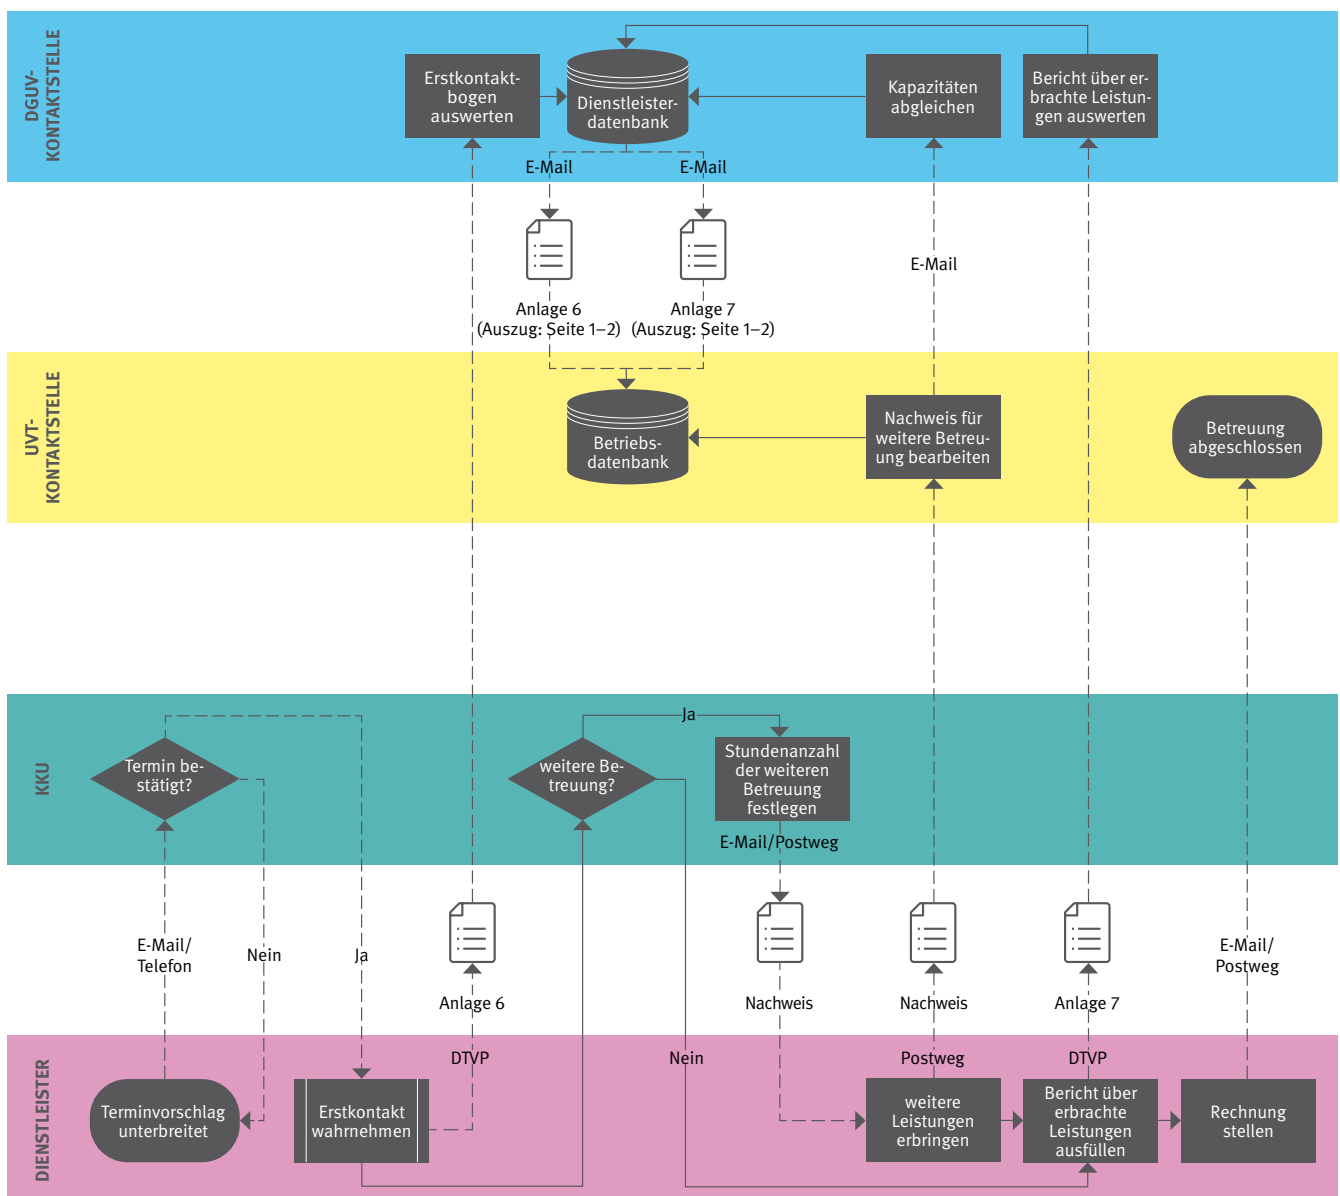 DGUV-
KONTAKTSTELLE
Erstkontakt-
bogen
auswerten
Dienstleister-
datenbank
Kapazitäten
abgleichen
Bericht über er-
brachte Leistun-
gen auswerten
E-Mail
E-Mail
E-Mail
Anlage 6
(Auszug: Seite 1–2)
Anlage 7
(Auszug: Seite 1–2)
UVT-
KONTAKTSTELLE
Betriebs-
datenbank
Nachweis für
weitere Betreu-
ung bearbeiten
Betreuung
abgeschlossen
KKU
Termin be-
stätigt?
weitere Be-
treuung?
Ja
Stundenanzahl
der weiteren
Betreuung
festlegen
E-Mail/Postweg
E-Mail/
Telefon
Nein
Ja
Anlage 6
Nachweis
Nachweis
Anlage 7
E-Mail/
Postweg
DIENSTLEISTER
DTVP
Nein
Postweg
DTVP
Terminvorschlag
unterbreitet
Erstkontakt
wahrnehmen
weitere
Leistungen
erbringen
Bericht über
erbrachte
Leistungen
ausfüllen
Rechnung
stellen